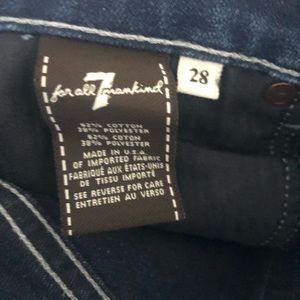 7
for all mankind
28
62% COTTON
38% POLYESTER
62% COTON
38% POLYESTER
MADE IN U.S.A
OF IMPORTED FABRIC
FABRIQUÉ AUX ÉTATS-UNIS
DE TISSU IMPORTÉ
SEE REVERSE FOR CARE
ENTRETIEN AU VERSO